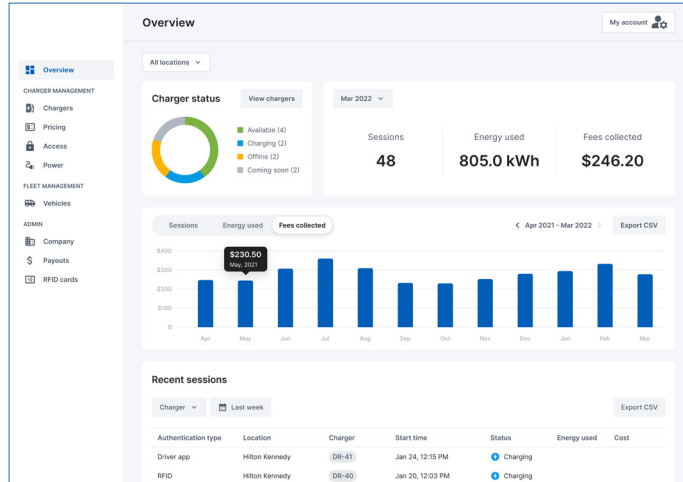 Overview
My account
Overview
CHARGER MANAGEMENT
Chargers
Pricing
Access
Power
FLEET MANAGEMENT
Vehicles
ADMIN
Company
Payouts
RFID cards
All locations
Charger status
View chargers
Available (4)
Charging (2)
Offline (2)
Coming soon (2)
Mar 2022
Sessions
48
Energy used
805.0 kWh
Fees collected
$246.20
Sessions Energy used Fees collected
Apr 2021 - Mar 2022
Export CSV
$400
$300
$200
$100
0
$230.50
May, 2021
Apr May Jun Jul Aug Sep Oct Nov Dec Jan Feb Mar
Recent sessions
Charger
Last week
Export CSV
Authentication type Location Charger Start time Status Energy used Cost
Driver app Hilton Kennedy DR-41 Jan 24, 12:15 PM Charging
RFID Hilton Kennedy DR-40 Jan 20, 12:03 PM Charging